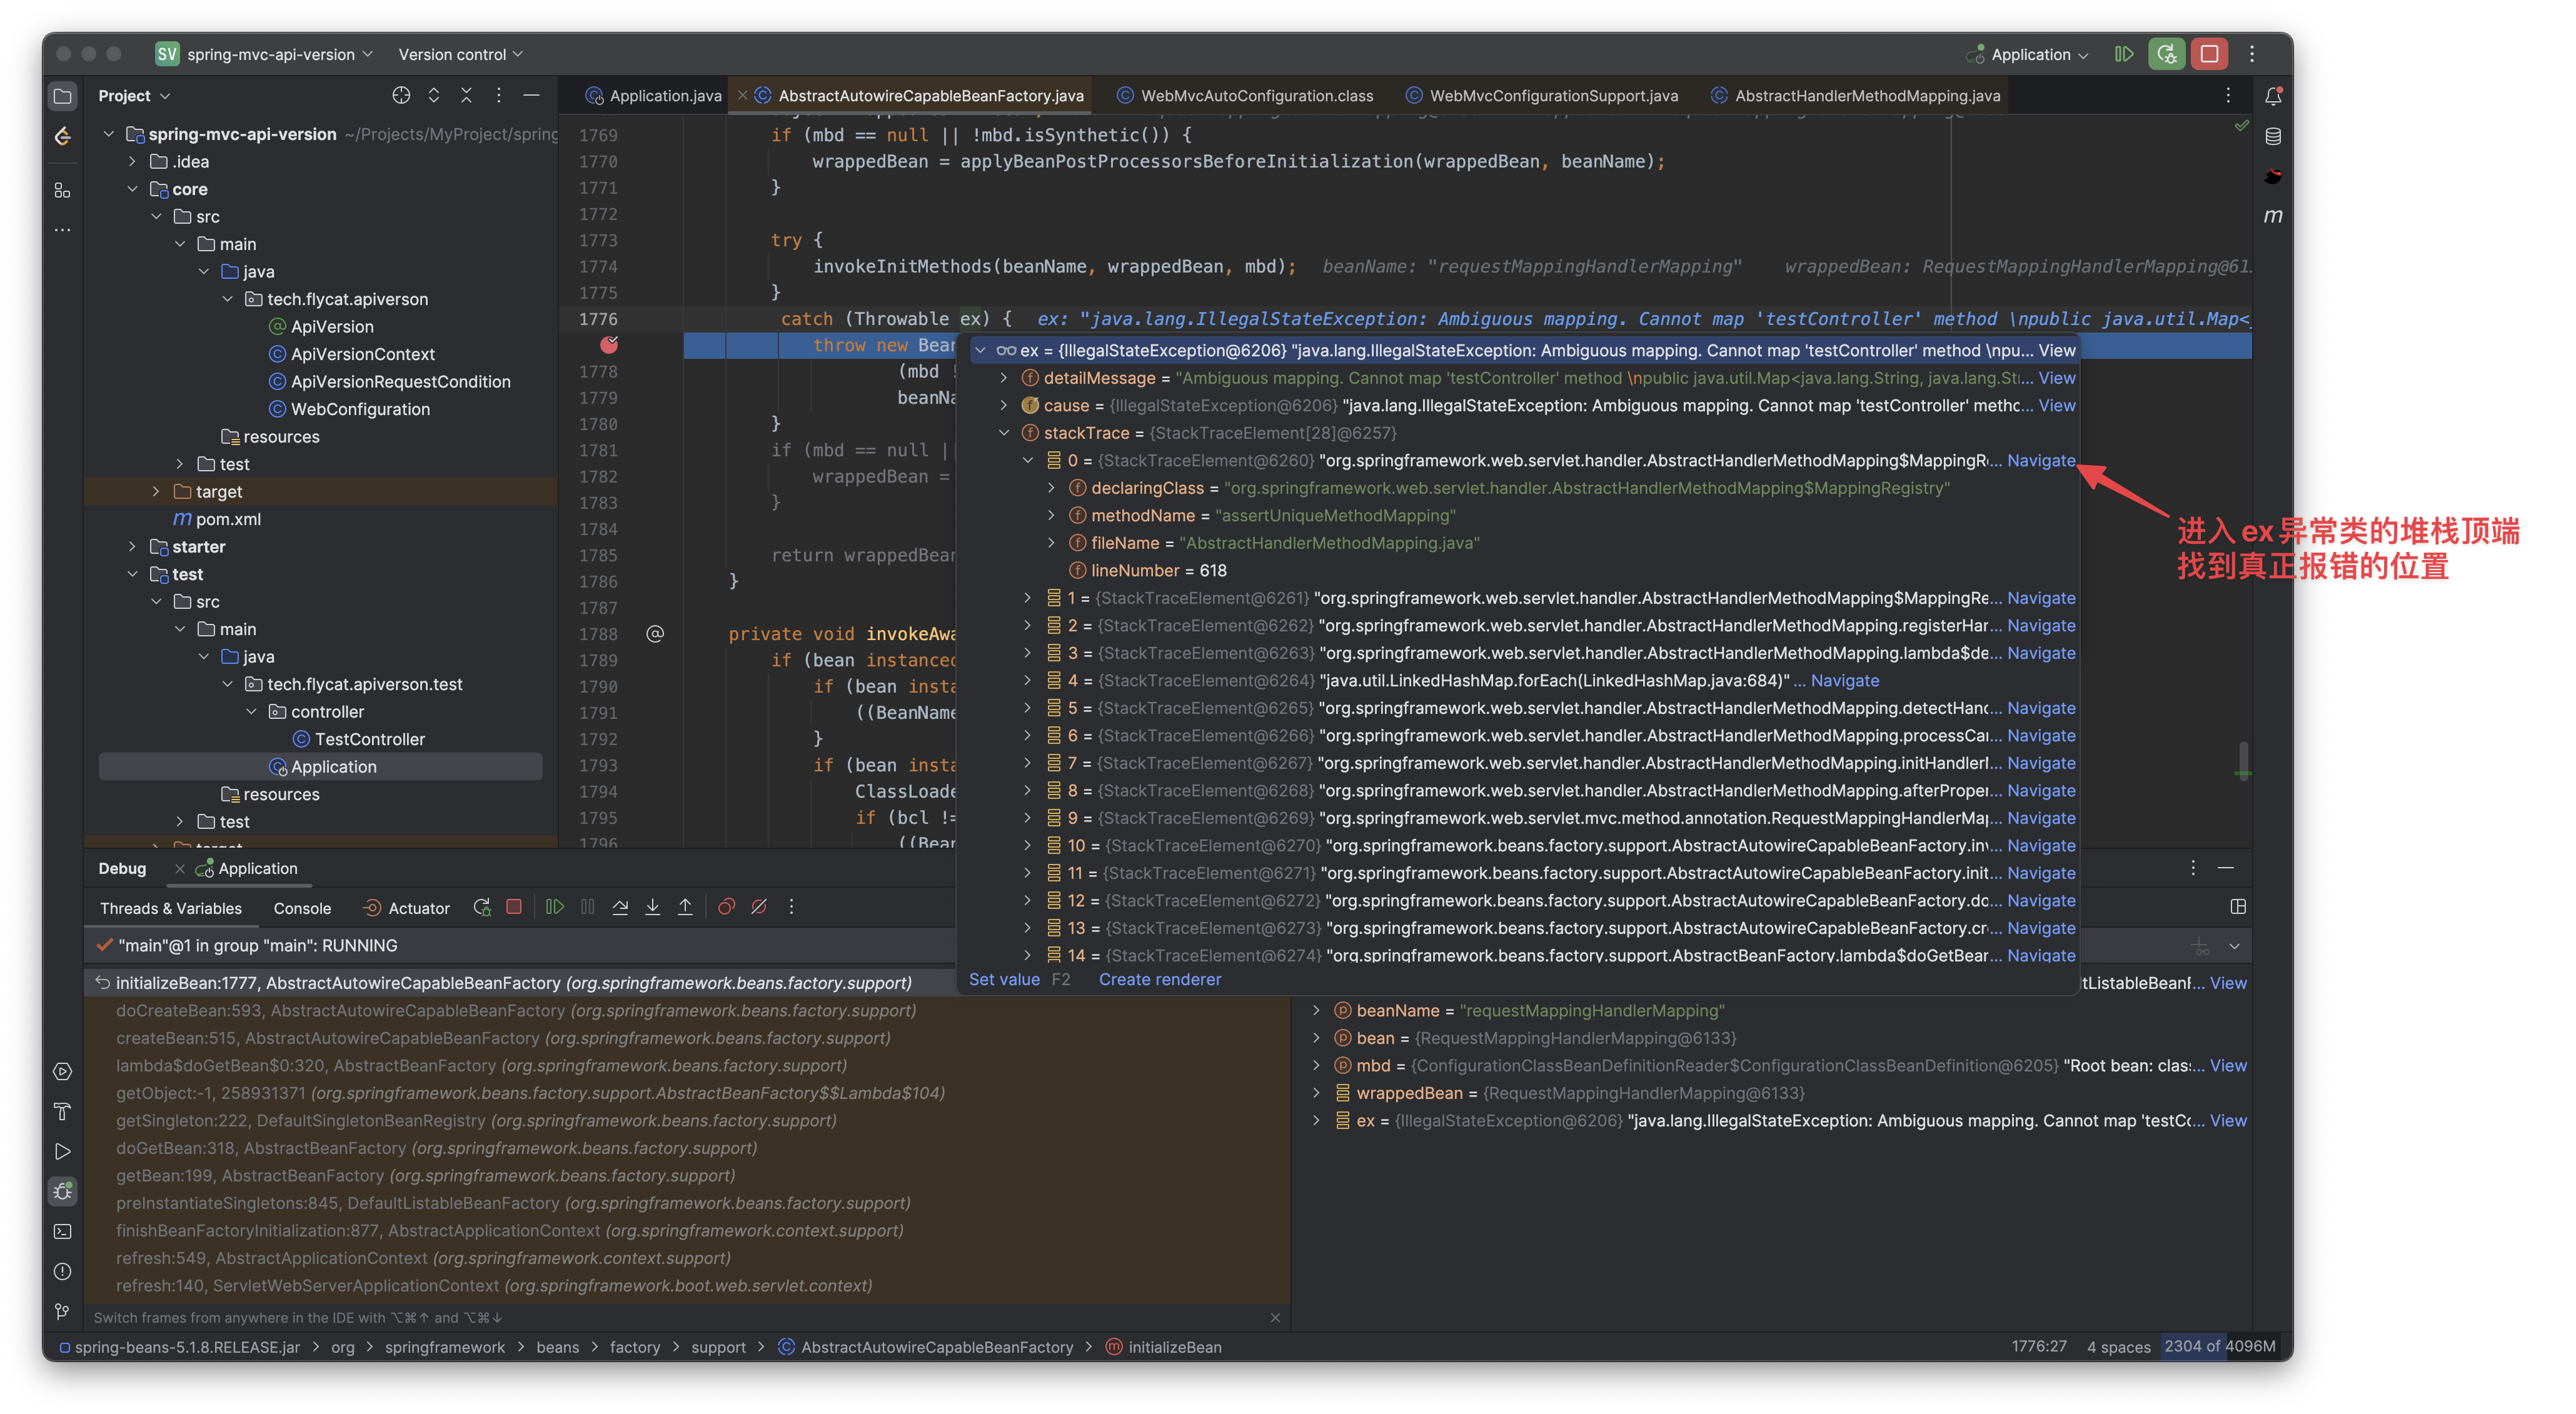 SV spring-mvc-api-version Version control Application
Project
Application.java AbstractAutowireCapableBeanFactory.java WebMvcAutoConfiguration.class WebMvcConfigurationSupport.java AbstractHandlerMethodMapping.java
spring-mvc-api-version ~/Projects/MyProject/spring
.idea
core
src
main
java
tech.flycat.apiverson
ApiVersion
ApiVersionContext
ApiVersionRequestCondition
WebConfiguration
resources
test
target
pom.xml
starter
test
src
main
java
tech.flycat.apiverson.test
controller
TestController
Application
resources
test
target
1769 if (mbd == null || !mbd.isSynthetic()) {
1770 wrappedBean = applyBeanPostProcessorsBeforeInitialization(wrappedBean, beanName);
1771 }
1772
1773 try {
1774 invokeInitMethods(beanName, wrappedBean, mbd); beanName: "requestMappingHandlerMapping" wrappedBean: RequestMappingHandlerMapping@61
1775 }
1776 catch (Throwable ex) { ex: "java.lang.IllegalStateException: Ambiguous mapping. Cannot map 'testController' method \npublic java.util.Map<
throw new Bean
1778 (mbd
1779 beanNa
1780 }
1781 if (mbd == null ||
1782 wrappedBean =
1783 }
1784
1785 return wrappedBean
1786 }
1787
1788 private void invokeAwa
1789 if (bean instanceo
1790 if (bean insta
1791 ((BeanName
1792 }
1793 if (bean insta
1794 ClassLoade
1795 if (bcl !=
1796 ((Bean
ex = {IllegalStateException@6206} "java.lang.IllegalStateException: Ambiguous mapping. Cannot map 'testController' method \npu... View
detailMessage = "Ambiguous mapping. Cannot map 'testController' method \npublic java.util.Map<java.lang.String, java.lang.St... View
cause = {IllegalStateException@6206} "java.lang.IllegalStateException: Ambiguous mapping. Cannot map 'testController' metho... View
stackTrace = {StackTraceElement[28]@6257}
0 = {StackTraceElement@6260} "org.springframework.web.servlet.handler.AbstractHandlerMethodMapping$MappingR... Navigate
declaringClass = "org.springframework.web.servlet.handler.AbstractHandlerMethodMapping$MappingRegistry"
methodName = "assertUniqueMethodMapping"
fileName = "AbstractHandlerMethodMapping.java"
lineNumber = 618
1 = {StackTraceElement@6261} "org.springframework.web.servlet.handler.AbstractHandlerMethodMapping$MappingRe... Navigate
2 = {StackTraceElement@6262} "org.springframework.web.servlet.handler.AbstractHandlerMethodMapping.registerHar... Navigate
3 = {StackTraceElement@6263} "org.springframework.web.servlet.handler.AbstractHandlerMethodMapping.lambda$de... Navigate
4 = {StackTraceElement@6264} "java.util.LinkedHashMap.forEach(LinkedHashMap.java:684)" ... Navigate
5 = {StackTraceElement@6265} "org.springframework.web.servlet.handler.AbstractHandlerMethodMapping.detectHanc... Navigate
6 = {StackTraceElement@6266} "org.springframework.web.servlet.handler.AbstractHandlerMethodMapping.processCar... Navigate
7 = {StackTraceElement@6267} "org.springframework.web.servlet.handler.AbstractHandlerMethodMapping.initHandlerI... Navigate
8 = {StackTraceElement@6268} "org.springframework.web.servlet.handler.AbstractHandlerMethodMapping.afterProper... Navigate
9 = {StackTraceElement@6269} "org.springframework.web.servlet.mvc.method.annotation.RequestMappingHandlerMa... Navigate
10 = {StackTraceElement@6270} "org.springframework.beans.factory.support.AbstractAutowireCapableBeanFactory.inv... Navigate
11 = {StackTraceElement@6271} "org.springframework.beans.factory.support.AbstractAutowireCapableBeanFactory.init... Navigate
12 = {StackTraceElement@6272} "org.springframework.beans.factory.support.AbstractAutowireCapableBeanFactory.dc... Navigate
13 = {StackTraceElement@6273} "org.springframework.beans.factory.support.AbstractAutowireCapableBeanFactory.cr... Navigate
14 = {StackTraceElement@6274} "org.springframework.beans.factory.support.AbstractBeanFactory.lambda$doGetBear... Navigate
Set value F2 Create renderer
进入ex异常类的堆栈顶端
找到真正报错的位置
Debug Application
Threads & Variables Console Actuator
"main"@1 in group "main": RUNNING
initializeBean:1777, AbstractAutowireCapableBeanFactory (org.springframework.beans.factory.support)
doCreateBean:593, AbstractAutowireCapableBeanFactory (org.springframework.beans.factory.support)
createBean:515, AbstractAutowireCapableBeanFactory (org.springframework.beans.factory.support)
lambda$doGetBean$0:320, AbstractBeanFactory (org.springframework.beans.factory.support)
getObject:-1, 258931371 (org.springframework.beans.factory.support.AbstractBeanFactory$$Lambda$104)
getSingleton:222, DefaultSingletonBeanRegistry (org.springframework.beans.factory.support)
doGetBean:318, AbstractBeanFactory (org.springframework.beans.factory.support)
getBean:199, AbstractBeanFactory (org.springframework.beans.factory.support)
preInstantiateSingletons:845, DefaultListableBeanFactory (org.springframework.beans.factory.support)
finishBeanFactoryInitialization:877, AbstractApplicationContext (org.springframework.context.support)
refresh:549, AbstractApplicationContext (org.springframework.context.support)
refresh:140, ServletWebServerApplicationContext (org.springframework.boot.web.servlet.context)
Switch frames from anywhere in the IDE with ⌥⌘↑ and ⌥⌘↓
tListableBeanF... View
beanName = "requestMappingHandlerMapping"
bean = {RequestMappingHandlerMapping@6133}
mbd = {ConfigurationClassBeanDefinitionReader$ConfigurationClassBeanDefinition@6205} "Root bean: clas... View
wrappedBean = {RequestMappingHandlerMapping@6133}
ex = {IllegalStateException@6206} "java.lang.IllegalStateException: Ambiguous mapping. Cannot map 'testCc... View
spring-beans-5.1.8.RELEASE.jar > org > springframework > beans > factory > support > AbstractAutowireCapableBeanFactory > initializeBean
1776:27 4 spaces 2304 of 4096M